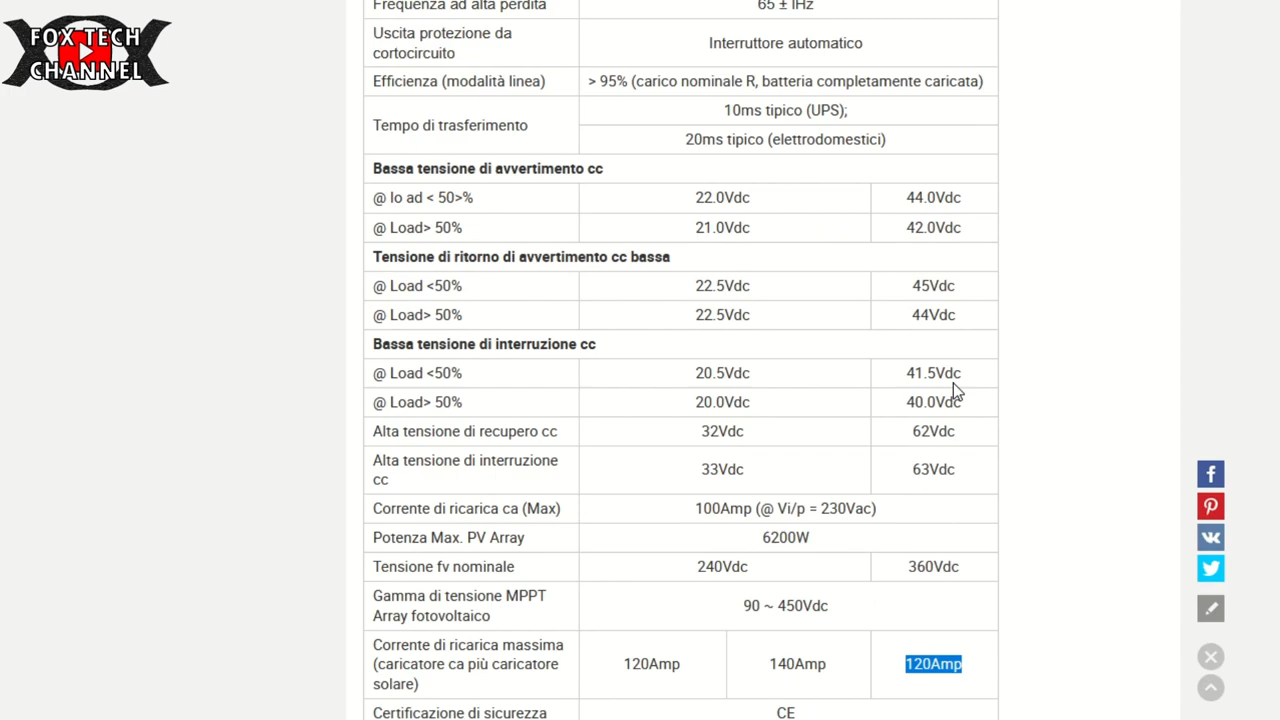 FOX TECH
CHANNEL
Frequenza ad alta perdita
65 ± lHz
Uscita protezione da
cortocircuito
Interruttore automatico
Efficienza (modalità linea)
> 95% (carico nominale R, batteria completamente caricata)
Tempo di trasferimento
10ms tipico (UPS);
20ms tipico (elettrodomestici)
Bassa tensione di avvertimento cc
@ lo ad < 50>%
22.0Vdc
44.0Vdc
@ Load> 50%
21.0Vdc
42.0Vdc
Tensione di ritorno di avvertimento cc bassa
@ Load <50%
22.5Vdc
45Vdc
@ Load> 50%
22.5Vdc
44Vdc
Bassa tensione di interruzione cc
@ Load <50%
20.5Vdc
41.5Vdc
@ Load> 50%
20.0Vdc
40.0Vdc
Alta tensione di recupero cc
32Vdc
62Vdc
Alta tensione di interruzione
cc
33Vdc
63Vdc
Corrente di ricarica ca (Max)
100Amp (@ Vi/p = 230Vac)
Potenza Max. PV Array
6200W
Tensione fv nominale
240Vdc
360Vdc
Gamma di tensione MPPT
Array fotovoltaico
90 ~ 450Vdc
Corrente di ricarica massima
(caricatore ca più caricatore
solare)
120Amp
140Amp
120Amp
Certificazione di sicurezza
CE